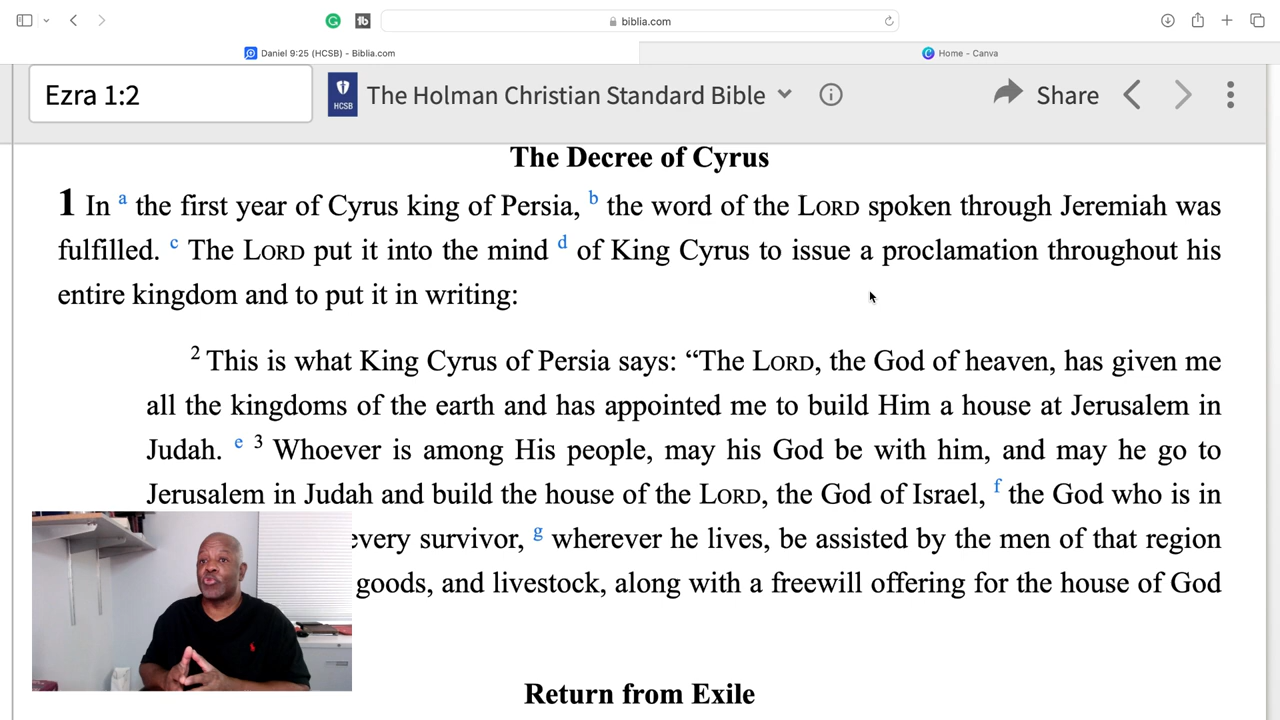 biblia.com
Daniel 9:25 (HCSB) - Biblia.com
Home - Canva
Ezra 1:2
HCSB
The Holman Christian Standard Bible
Share
The Decree of Cyrus
1 In a the first year of Cyrus king of Persia, b the word of the LORD spoken through Jeremiah was
fulfilled. c The LORD put it into the mind d of King Cyrus to issue a proclamation throughout his
entire kingdom and to put it in writing:
2 This is what King Cyrus of Persia says: “The LORD, the God of heaven, has given me
all the kingdoms of the earth and has appointed me to build Him a house at Jerusalem in
Judah. e 3 Whoever is among His people, may his God be with him, and may he go to
Jerusalem in Judah and build the house of the LORD, the God of Israel, f the God who is in
every survivor, g wherever he lives, be assisted by the men of that region
goods, and livestock, along with a freewill offering for the house of God
Return from Exile